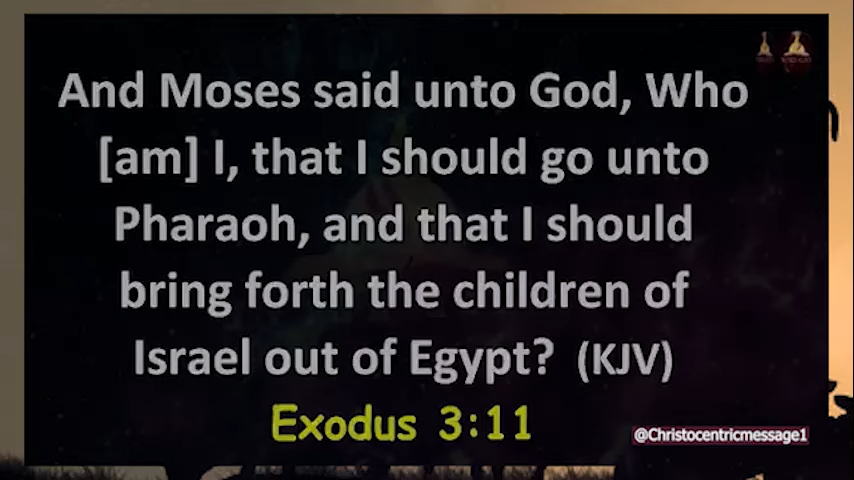 And Moses said unto God, Who
[am] I, that I should go unto
Pharaoh, and that I should
bring forth the children of
Israel out of Egypt? (KJV)
Exodus 3:11
@Christocentricmessage1